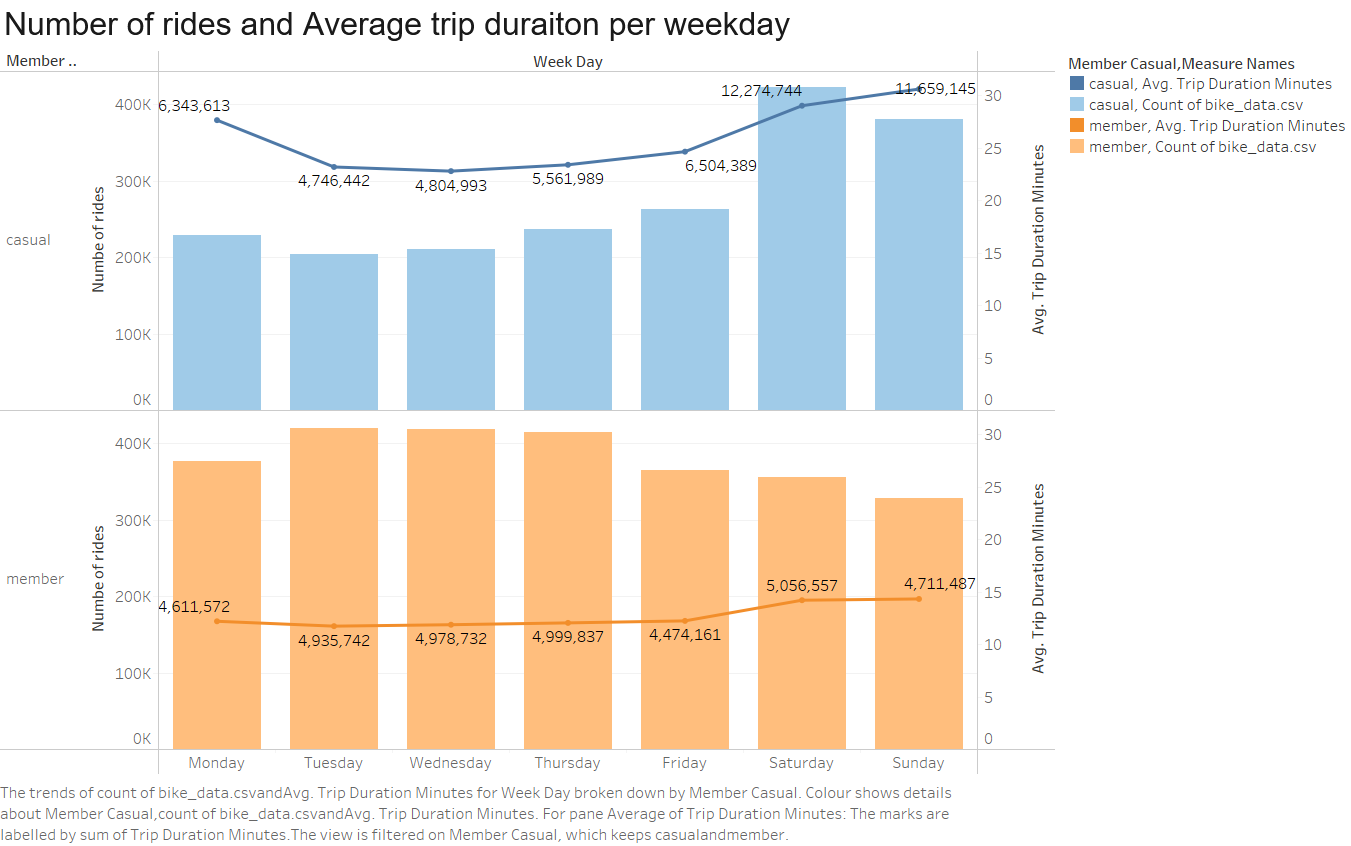 Number of rides and Average trip duraiton per weekday
Member ..
Week Day
Member Casual,Measure Names
casual, Avg. Trip Duration Minutes
casual, Count of bike_data.csv
member, Avg. Trip Duration Minutes
member, Count of bike_data.csv
casual
Numbe of rides
400K
300K
200K
100K
0K
6,343,613
4,746,442
4,804,993
5,561,989
6,504,389
12,274,744
11,659,145
30
25
20
15
10
5
0
Avg. Trip Duration Minutes
member
Numbe of rides
400K
300K
200K
100K
0K
4,611,572
4,935,742
4,978,732
4,999,837
4,474,161
5,056,557
4,711,487
30
25
20
15
10
5
0
Avg. Trip Duration Minutes
Monday
Tuesday
Wednesday
Thursday
Friday
Saturday
Sunday
The trends of count of bike_data.csvandAvg. Trip Duration Minutes for Week Day broken down by Member Casual. Colour shows details
about Member Casual,count of bike_data.csvandAvg. Trip Duration Minutes. For pane Average of Trip Duration Minutes: The marks are
labelled by sum of Trip Duration Minutes.The view is filtered on Member Casual, which keeps casualandmember.